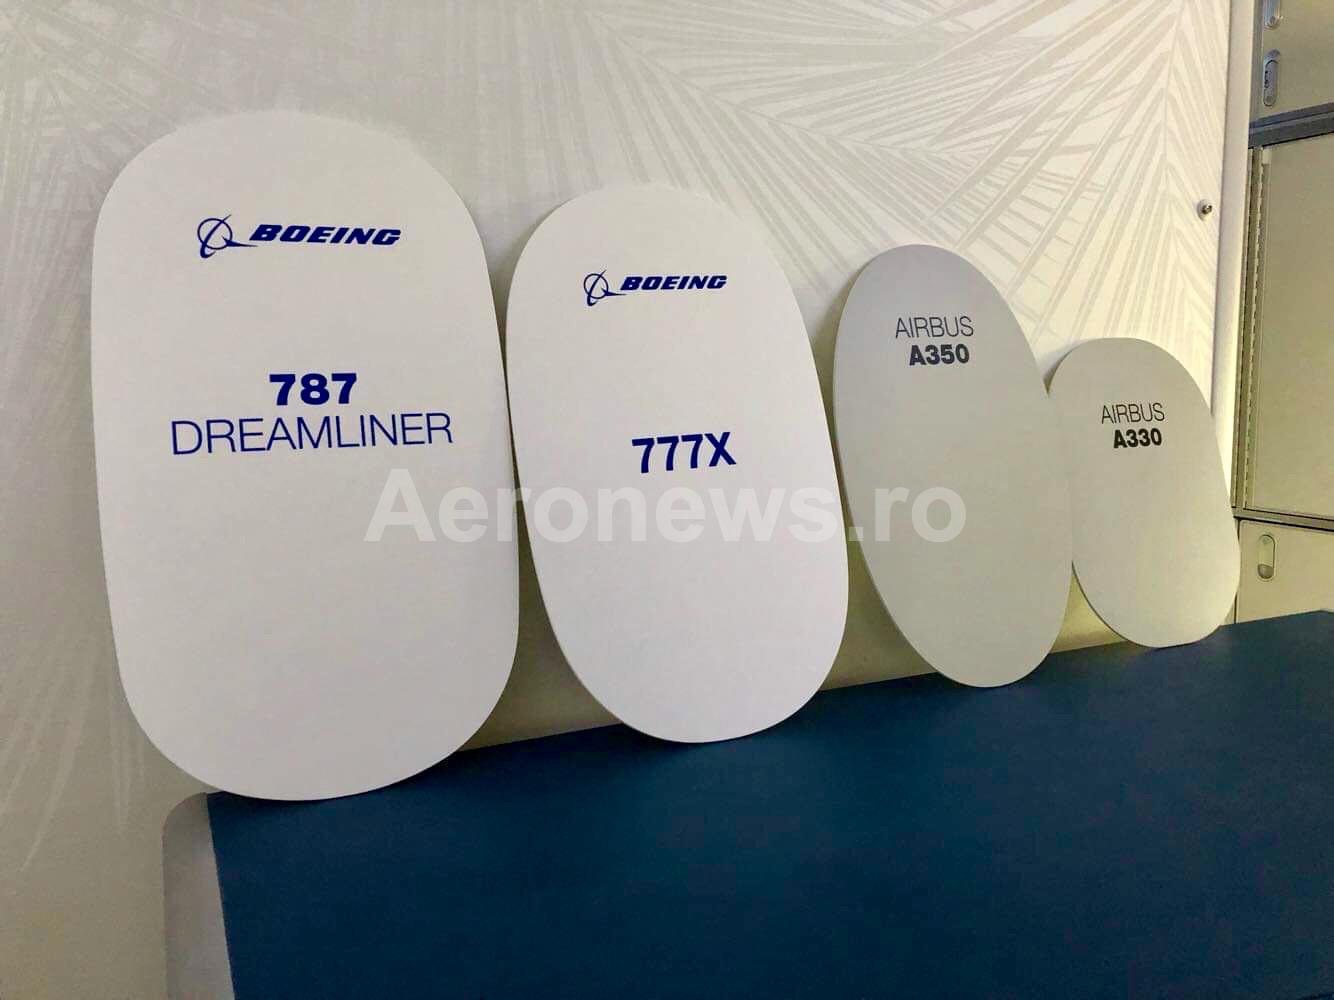 BOEING
787
DREAMLINER
BOEING
777X
AIRBUS
A350
AIRBUS
A330
Aeronews.ro